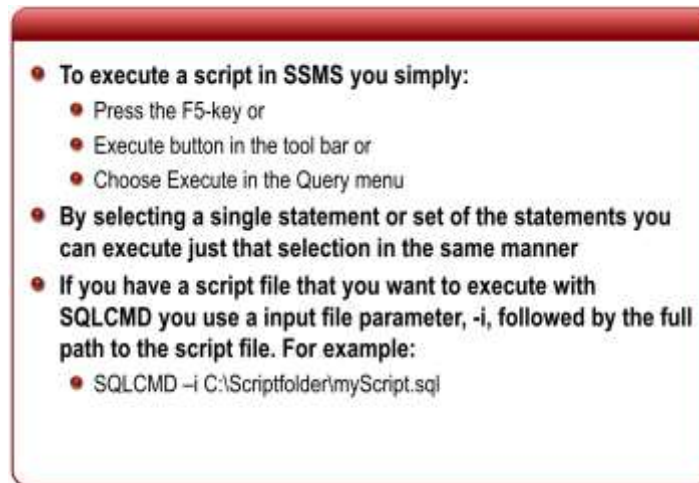 To execute a script in SSMS you simply:
Press the F5-key or
Execute button in the tool bar or
Choose Execute in the Query menu
By selecting a single statement or set of the statements you
can execute just that selection in the same manner
If you have a script file that you want to execute with
SQLCMD you use a input file parameter, -i, followed by the full
path to the script file. For example:
SQLCMD –i C:\Scriptfolder\myScript.sql